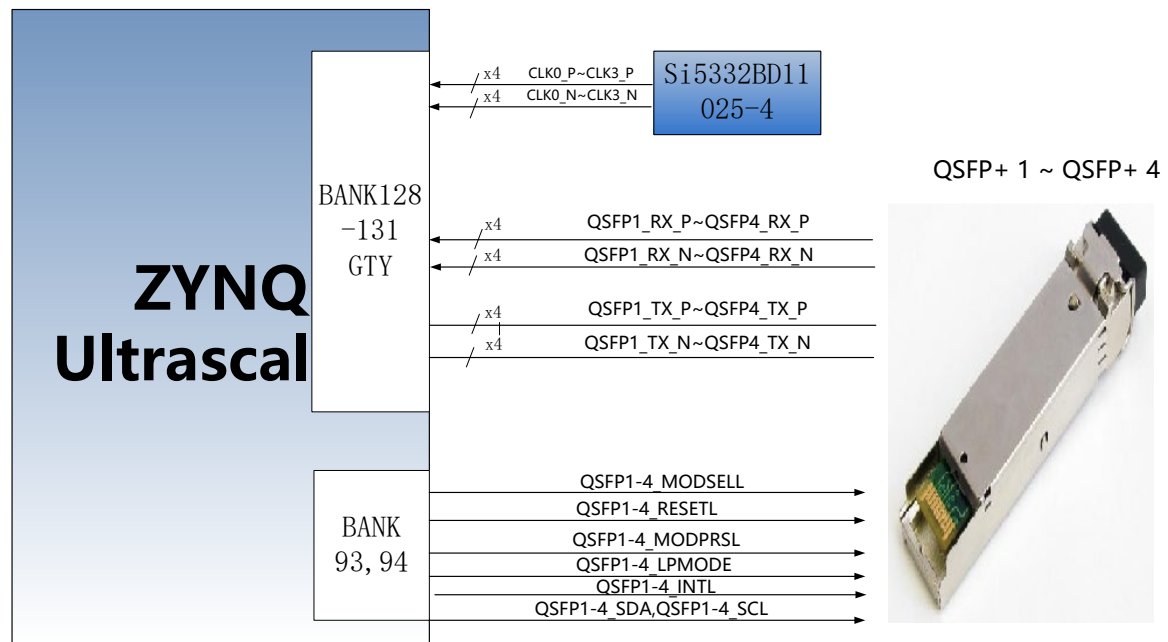 x4 CLK0_P~CLK3_P
x4 CLK0_N~CLK3_N
Si5332BD11
025-4
QSFP+ 1 ~ QSFP+ 4
BANK128
-131
GTY
x4 QSFP1_RX_P~QSFP4_RX_P
x4 QSFP1_RX_N~QSFP4_RX_N
ZYNQ
Ultrascal
x4 QSFP1_TX_P~QSFP4_TX_P
x4 QSFP1_TX_N~QSFP4_TX_N
BANK
93,94
QSFP1-4_MODSELL
QSFP1-4_RESETL
QSFP1-4_MODPRSL
QSFP1-4_LPMODE
QSFP1-4_INTL
QSFP1-4_SDA,QSFP1-4_SCL